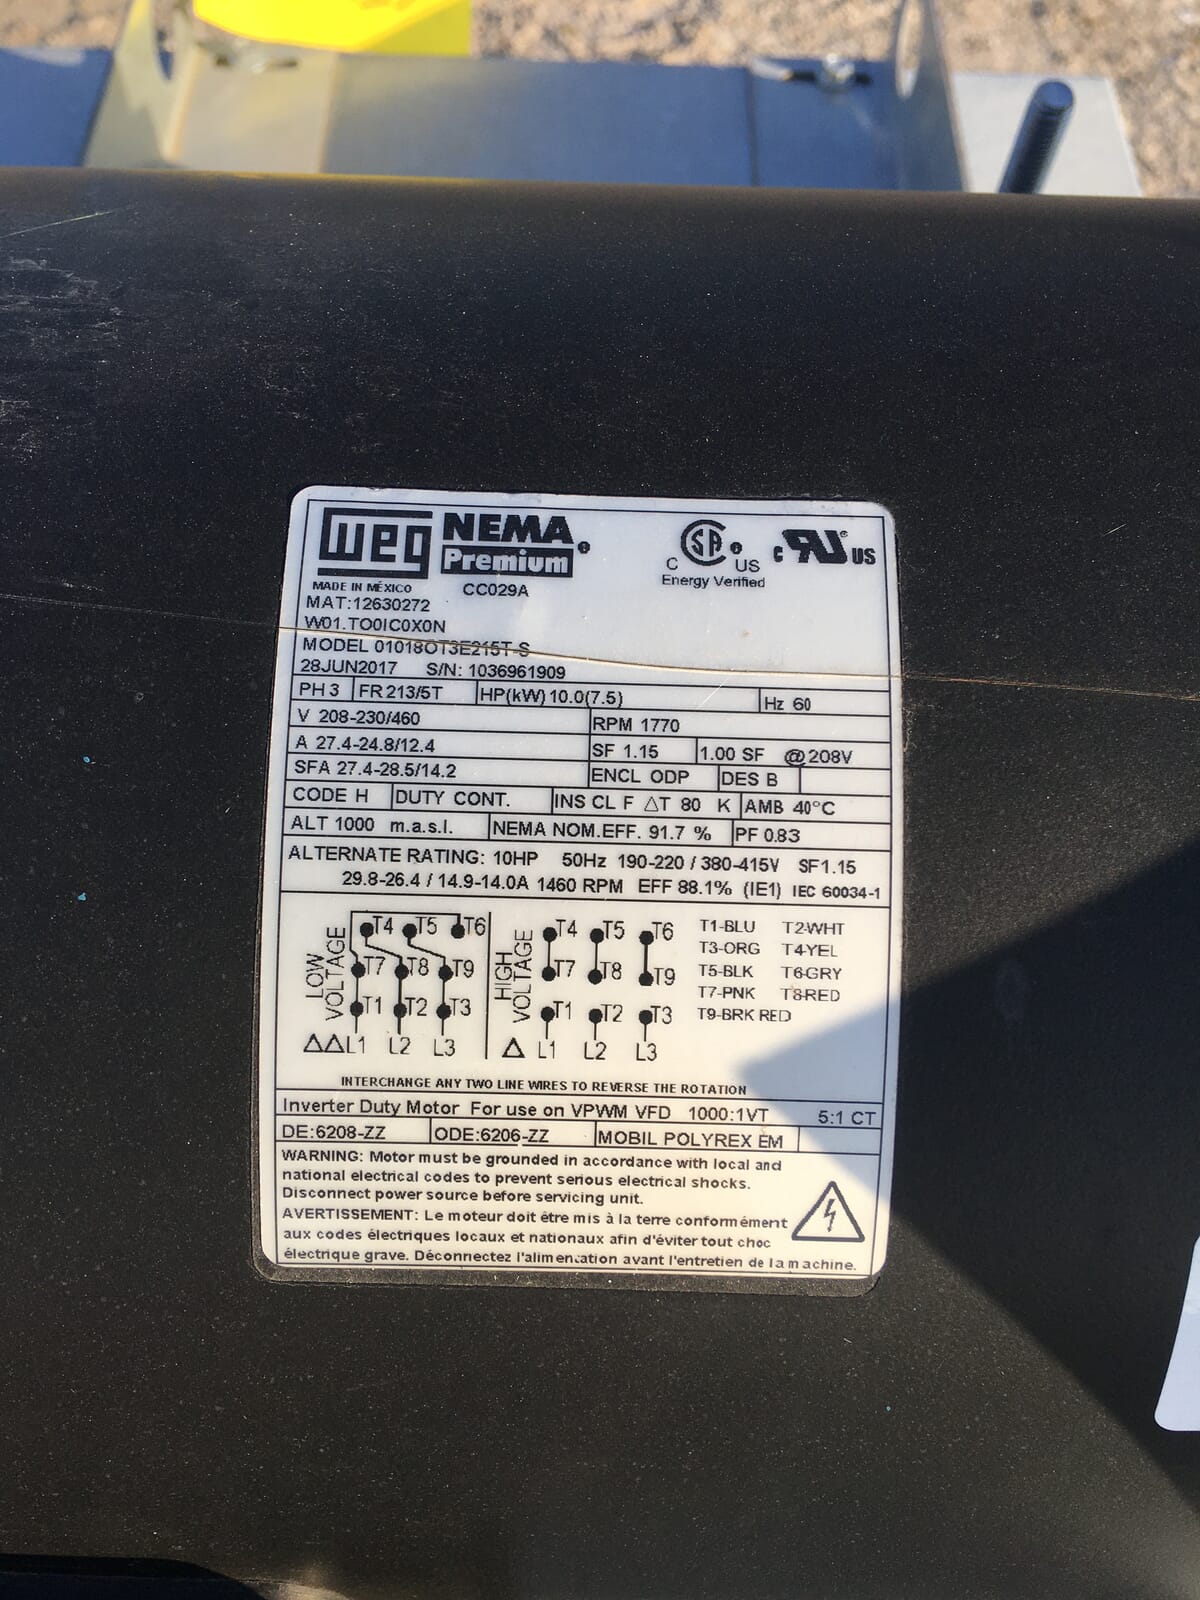 weg NEMA Premium ®
C SA ® US Energy Verified
c RU ® US
MADE IN MÉXICO CC029A
MAT:12630272
W01.TO0IC0X0N
MODEL 01018OT3E215T-S
28JUN2017 S/N: 1036961909
PH 3 FR 213/5T HP(kW) 10.0(7.5) Hz 60
V 208-230/460 RPM 1770
A 27.4-24.8/12.4 SF 1.15 1.00 SF @208V
SFA 27.4-28.5/14.2 ENCL ODP DES B
CODE H DUTY CONT. INS CL F △T 80 K AMB 40°C
ALT 1000 m.a.s.l. NEMA NOM.EFF. 91.7 % PF 0.83
ALTERNATE RATING: 10HP 50Hz 190-220 / 380-415V SF1.15
29.8-26.4 / 14.9-14.0A 1460 RPM EFF 88.1% (IE1) IEC 60034-1
LOW VOLTAGE
T4 T5 T6
T7 T8 T9
T1 T2 T3
△△ L1 L2 L3
HIGH VOLTAGE
T4 T5 T6
T7 T8 T9
T1 T2 T3
△ L1 L2 L3
T1-BLU T2-WHT
T3-ORG T4-YEL
T5-BLK T6-GRY
T7-PNK T8-RED
T9-BRK RED
INTERCHANGE ANY TWO LINE WIRES TO REVERSE THE ROTATION
Inverter Duty Motor For use on VPWM VFD 1000:1VT 5:1 CT
DE:6208-ZZ ODE:6206-ZZ MOBIL POLYREX EM
WARNING: Motor must be grounded in accordance with local and
national electrical codes to prevent serious electrical shocks.
Disconnect power source before servicing unit.
AVERTISSEMENT: Le moteur doit être mis à la terre conformément
aux codes électriques locaux et nationaux afin d'éviter tout choc
électrique grave. Déconnectez l'alimentation avant l'entretien de la machine.